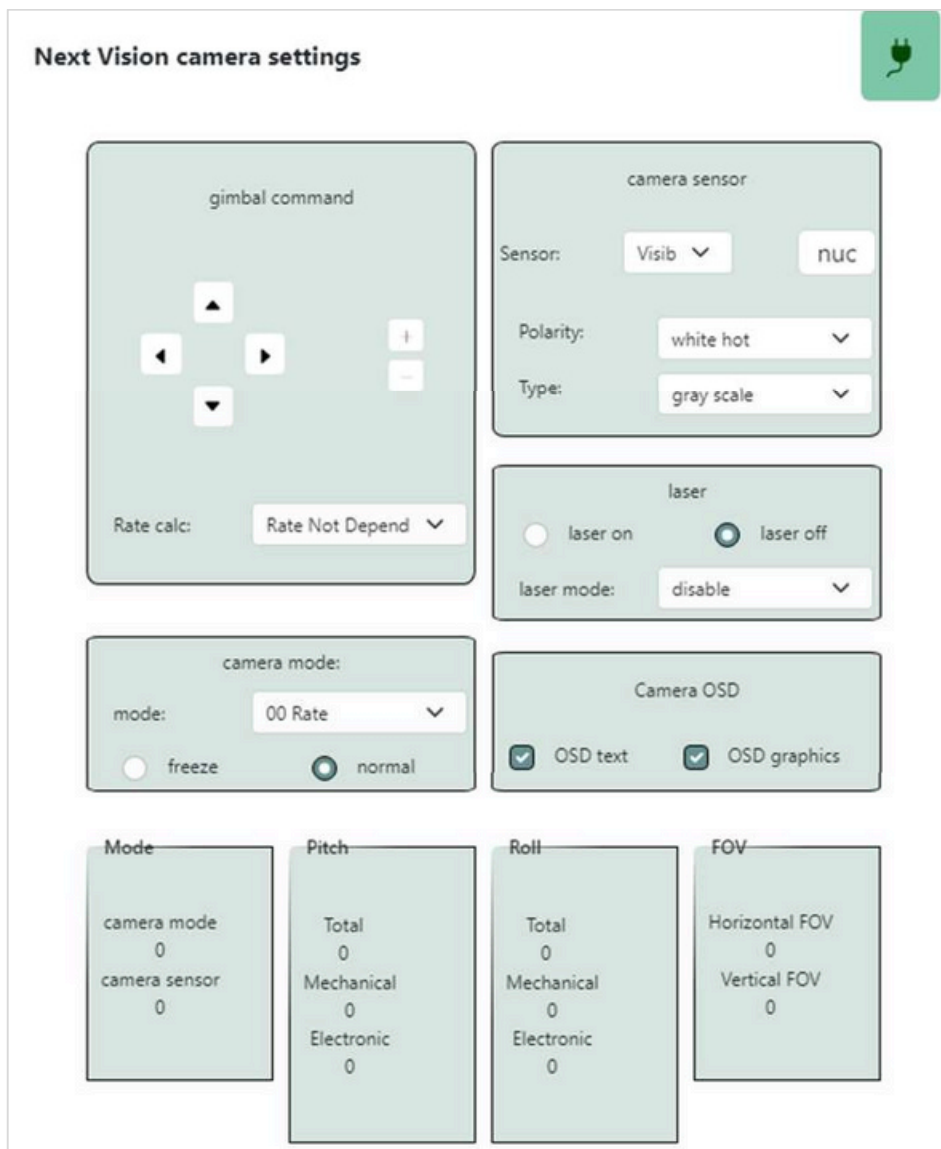 Next Vision camera settings
gimbal command
+
−
Rate calc: Rate Not Depend
camera sensor
Sensor: Visib nuc
Polarity: white hot
Type: gray scale
laser
laser on laser off
laser mode: disable
camera mode:
mode: 00 Rate
freeze normal
Camera OSD
OSD text OSD graphics
Mode
camera mode
0
camera sensor
0
Pitch
Total
0
Mechanical
0
Electronic
0
Roll
Total
0
Mechanical
0
Electronic
0
FOV
Horizontal FOV
0
Vertical FOV
0